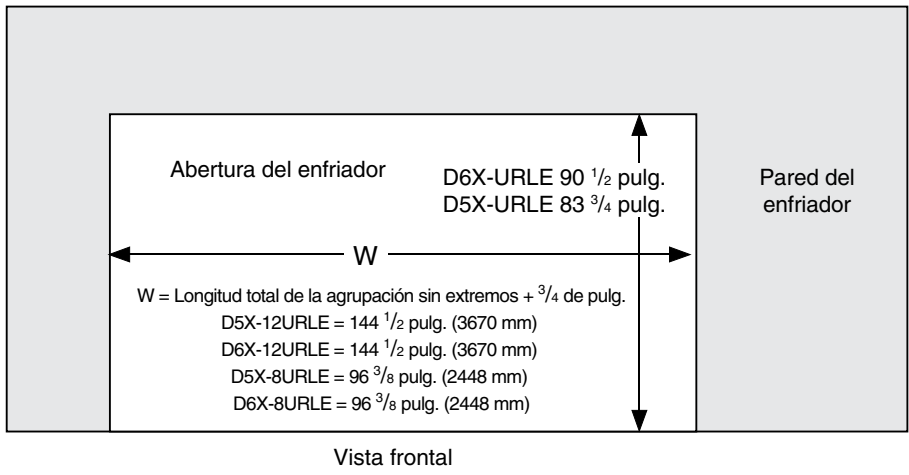 Abertura del enfriador
D6X-URLE 90 1/2 pulg.
D5X-URLE 83 3/4 pulg.
Pared del
enfriador
W
W = Longitud total de la agrupación sin extremos + 3/4 de pulg.
D5X-12URLE = 144 1/2 pulg. (3670 mm)
D6X-12URLE = 144 1/2 pulg. (3670 mm)
D5X-8URLE = 96 3/8 pulg. (2448 mm)
D6X-8URLE = 96 3/8 pulg. (2448 mm)
Vista frontal